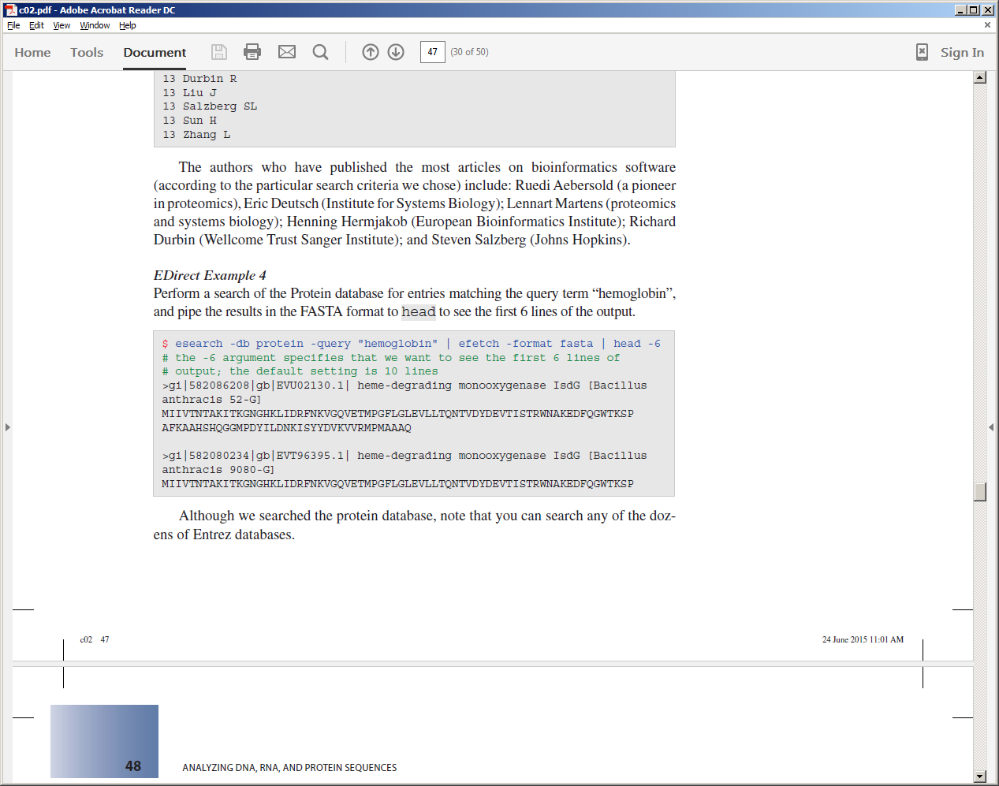 c02.pdf - Adobe Acrobat Reader DC
File Edit View Window Help
Home Tools Document 47 (30 of 50) Sign In
13 Durbin R
13 Liu J
13 Salzberg SL
13 Sun H
13 Zhang L
The authors who have published the most articles on bioinformatics software
(according to the particular search criteria we chose) include: Ruedi Aebersold (a pioneer
in proteomics), Eric Deutsch (Institute for Systems Biology); Lennart Martens (proteomics
and systems biology); Henning Hermjakob (European Bioinformatics Institute); Richard
Durbin (Wellcome Trust Sanger Institute); and Steven Salzberg (Johns Hopkins).
EDirect Example 4
Perform a search of the Protein database for entries matching the query term “hemoglobin”,
and pipe the results in the FASTA format to head to see the first 6 lines of the output.
$ esearch -db protein -query "hemoglobin" | efetch -format fasta | head -6
# the -6 argument specifies that we want to see the first 6 lines of
# output; the default setting is 10 lines
>gi|582086208|gb|EVU02130.1| heme-degrading monooxygenase IsdG [Bacillus
anthracis 52-G]
MIIVTNTAKITKGNGHKLIDRFNKVGQVETMPGFLGLEVLLTQNTVDYDEVTISTRWNAKEDFQGWTKSP
AFKAAHSHQGGMPDYILDNKISYYDVKVVRMPMAAAQ
>gi|582080234|gb|EVT96395.1| heme-degrading monooxygenase IsdG [Bacillus
anthracis 9080-G]
MIIVTNTAKITKGNGHKLIDRFNKVGQVETMPGFLGLEVLLTQNTVDYDEVTISTRWNAKEDFQGWTKSP
Although we searched the protein database, note that you can search any of the doz-
ens of Entrez databases.
c02 47 24 June 2015 11:01 AM
48 ANALYZING DNA, RNA, AND PROTEIN SEQUENCES